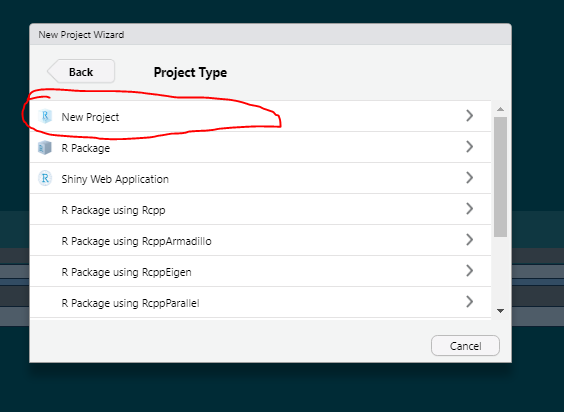 New Project Wizard
Back
Project Type
New Project
R Package
R Shiny Web Application
R Package using Rcpp
R Package using RcppArmadillo
R Package using RcppEigen
R Package using RcppParallel
Cancel